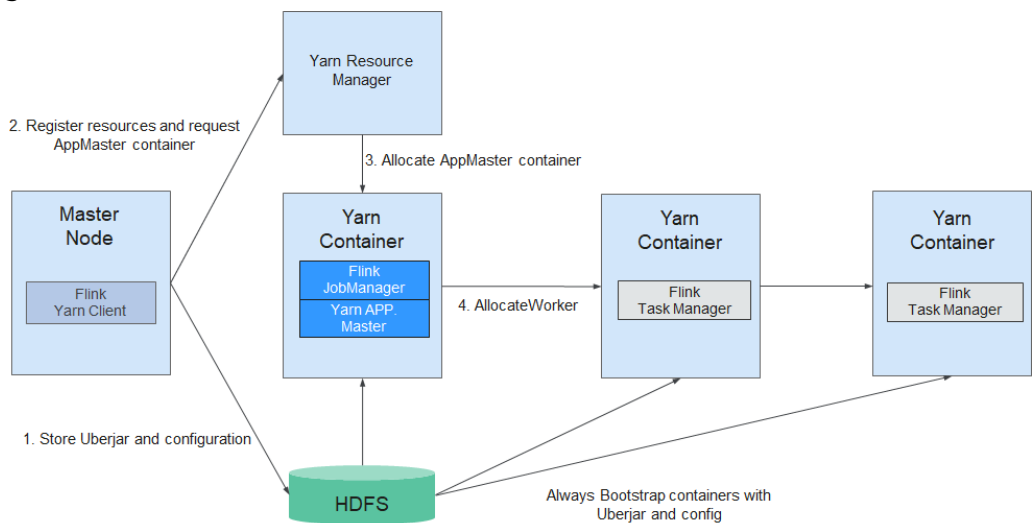 Yarn Resource
Manager
2. Register resources and request
AppMaster container
3. Allocate AppMaster container
Master
Node
Flink
Yarn Client
Yarn
Container
Flink
JobManager
Yarn APP.
Master
4. AllocateWorker
Yarn
Container
Flink
Task Manager
Yarn
Container
Flink
Task Manager
1. Store Uberjar and configuration
HDFS
Always Bootstrap containers with
Uberjar and config